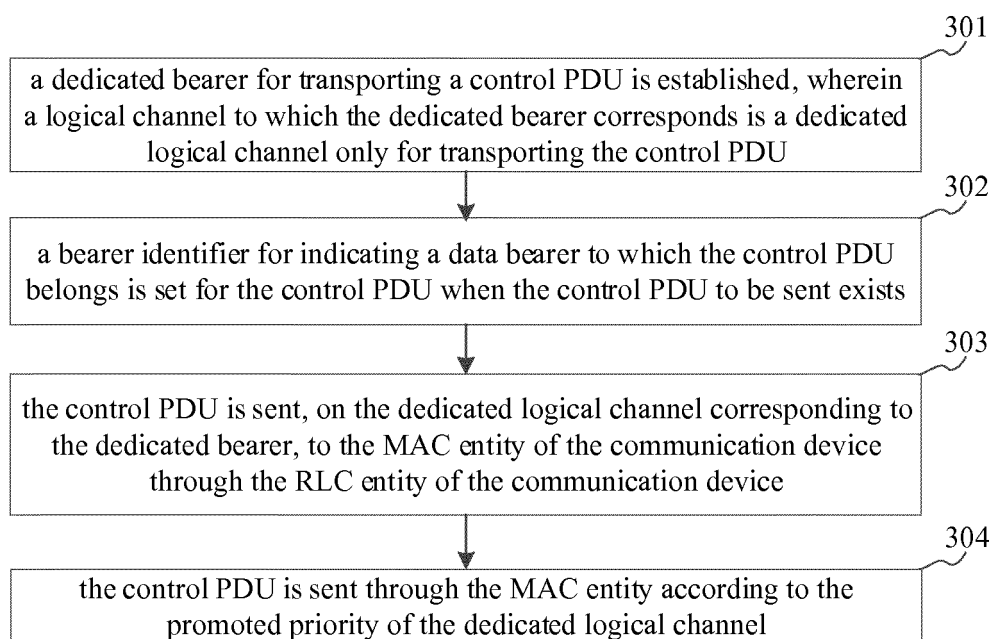 301
a dedicated bearer for transporting a control PDU is established, wherein
a logical channel to which the dedicated bearer corresponds is a dedicated
logical channel only for transporting the control PDU
302
a bearer identifier for indicating a data bearer to which the control PDU
belongs is set for the control PDU when the control PDU to be sent exists
303
the control PDU is sent, on the dedicated logical channel corresponding to
the dedicated bearer, to the MAC entity of the communication device
through the RLC entity of the communication device
304
the control PDU is sent through the MAC entity according to the
promoted priority of the dedicated logical channel